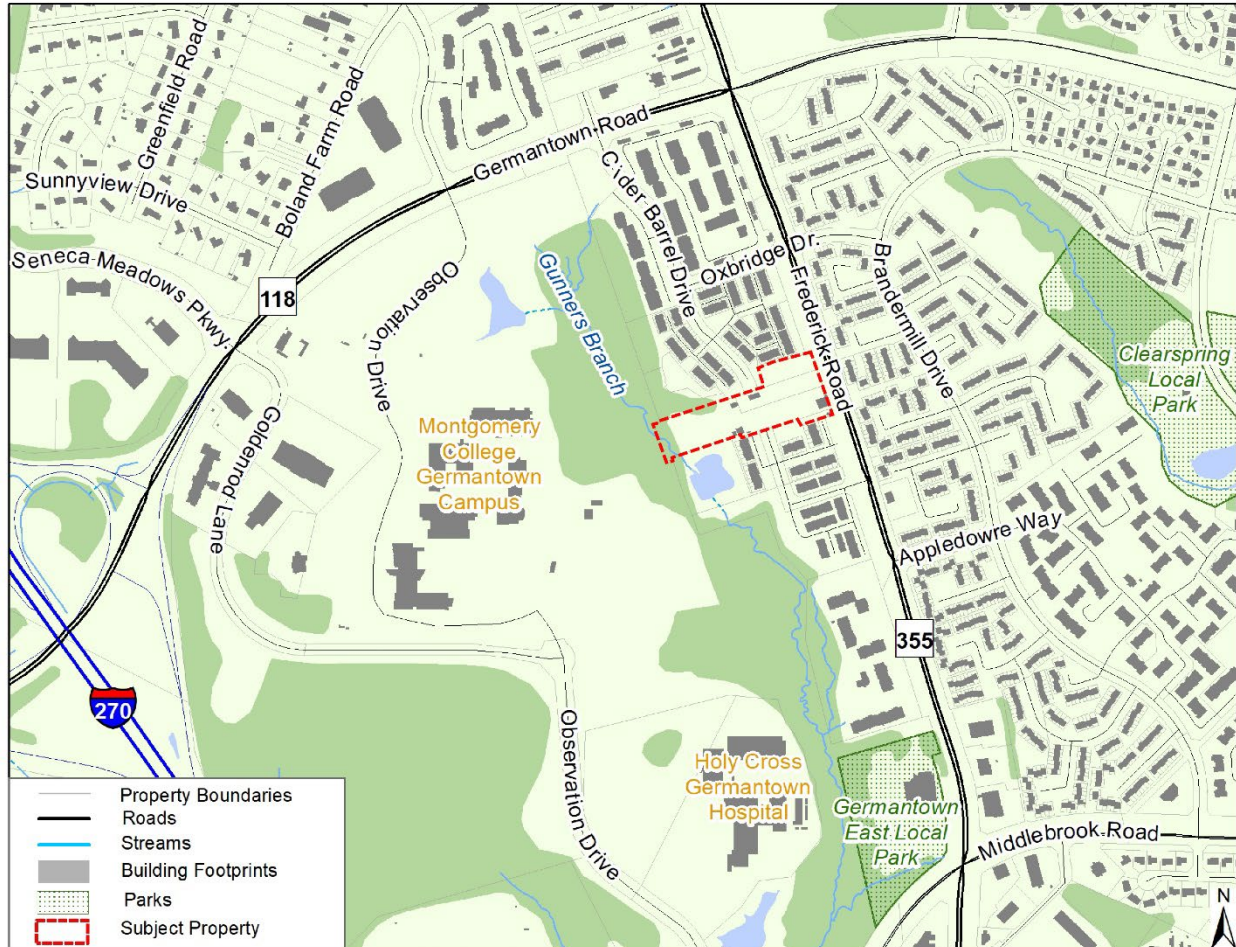 Greenfield Road
Boland Farm Road
Sunnyview Drive
Seneca Meadows Pkwy.
118
Germantown Road
Cider Barrel Drive
Oxbridge Dr.
Frederick Road
Brandermill Drive
Clearspring
Local
Park
Observation Drive
Gunners Branch
Goldenrod Lane
Montgomery
College
Germantown
Campus
Appledowre Way
355
270
Observation Drive
Holy Cross
Germantown
Hospital
Germantown
East Local
Park
Middlebrook Road
Property Boundaries
Roads
Streams
Building Footprints
Parks
Subject Property
N